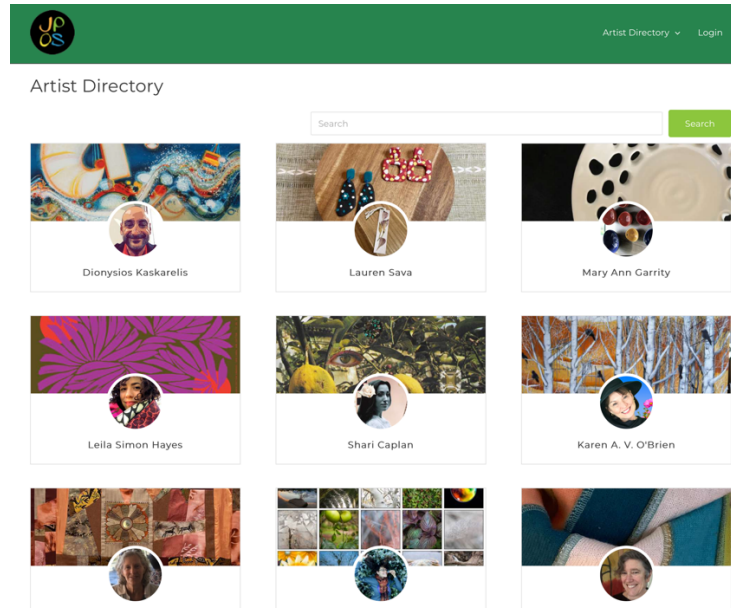 JP
OS
Artist Directory
Login
Artist Directory
Search
Search
Dionysios Kaskarelis
Lauren Sava
Mary Ann Garrity
Leila Simon Hayes
Shari Caplan
Karen A. V. O'Brien